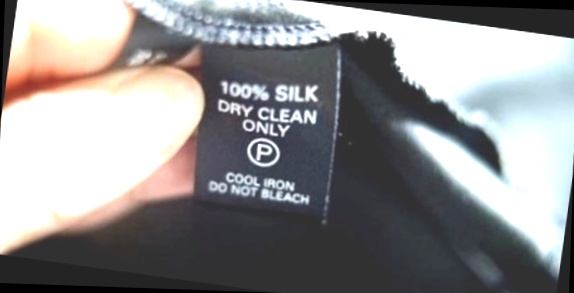 100% SILK
DRY CLEAN
ONLY
P
COOL IRON
DO NOT BLEACH